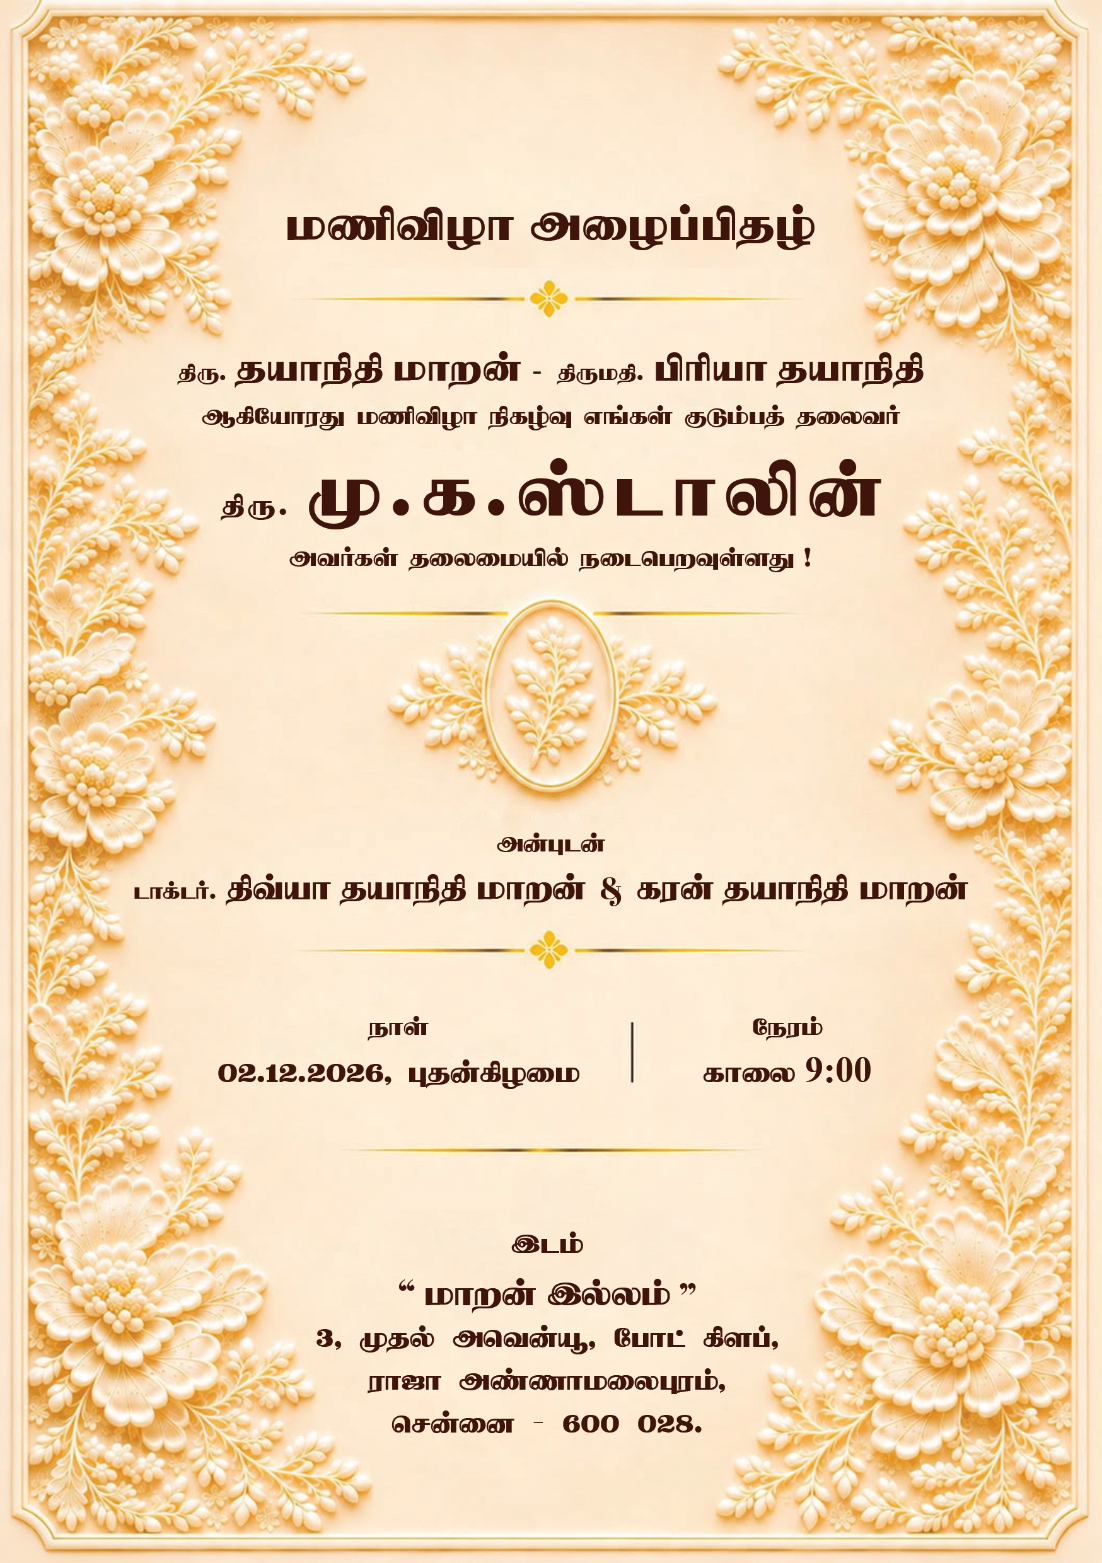 மணிவிழா அழைப்பிதழ்
திரு. தயாநிதி மாறன் - திருமதி. பிரியா தயாநிதி
ஆகியோரது மணிவிழா நிகழ்வு எங்கள் குடும்பத் தலைவர்
திரு. மு.க.ஸ்டாலின்
அவர்கள் தலைமையில் நடைபெறவுள்ளது !
அன்புடன்
டாக்டர். திவ்யா தயாநிதி மாறன் & கரன் தயாநிதி மாறன்
நாள்
02.12.2026, புதன்கிழமை
நேரம்
காலை 9:00
இடம்
“ மாறன் இல்லம் ”
3, முதல் அவென்யூ, போட் கிளப்,
ராஜா அண்ணாமலைபுரம்,
சென்னை - 600 028.